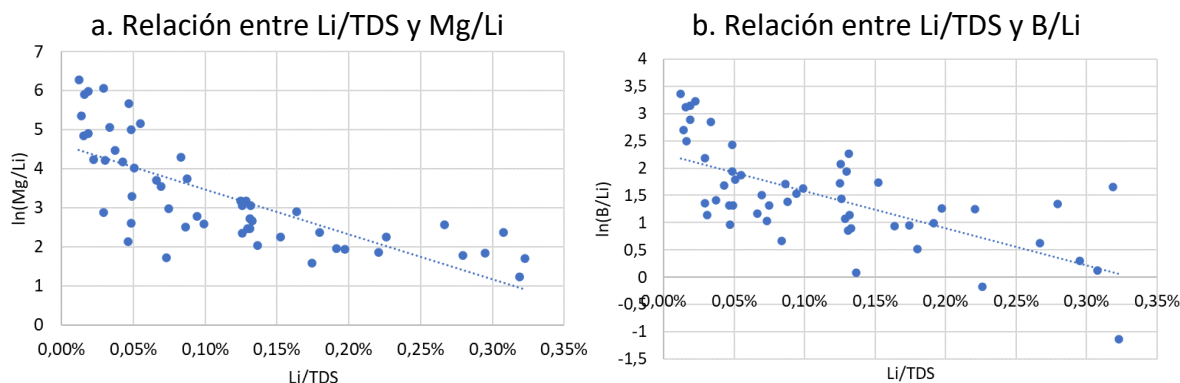 a. Relación entre Li/TDS y Mg/Li
7
6
5
4
3
2
1
0
ln(Mg/Li)
0,00% 0,05% 0,10% 0,15% 0,20% 0,25% 0,30% 0,35%
Li/TDS
b. Relación entre Li/TDS y B/Li
4
3,5
3
2,5
2
1,5
1
0,5
0
-0,5
-1
-1,5
ln(B/Li)
0,00% 0,05% 0,10% 0,15% 0,20% 0,25% 0,30% 0,35%
Li/TDS